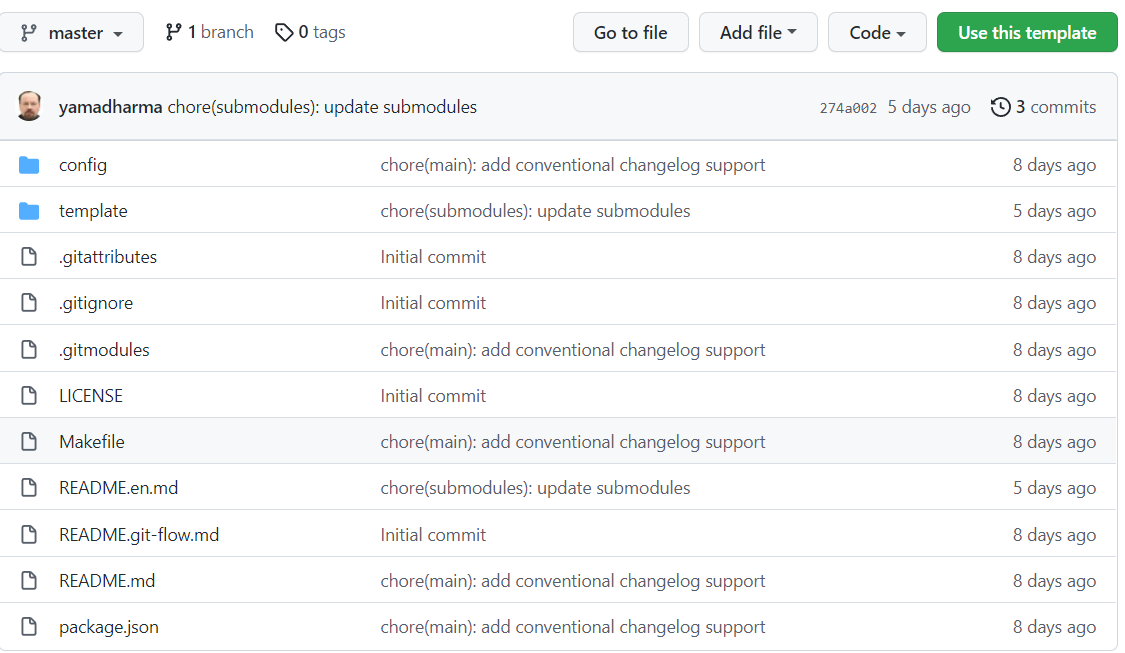 master 1 branch 0 tags Go to file Add file Code Use this template
yamadharma chore(submodules): update submodules 274a002 5 days ago 3 commits
config chore(main): add conventional changelog support 8 days ago
template chore(submodules): update submodules 5 days ago
.gitattributes Initial commit 8 days ago
.gitignore Initial commit 8 days ago
.gitmodules chore(main): add conventional changelog support 8 days ago
LICENSE Initial commit 8 days ago
Makefile chore(main): add conventional changelog support 8 days ago
README.en.md chore(submodules): update submodules 5 days ago
README.git-flow.md Initial commit 8 days ago
README.md chore(main): add conventional changelog support 8 days ago
package.json chore(main): add conventional changelog support 8 days ago